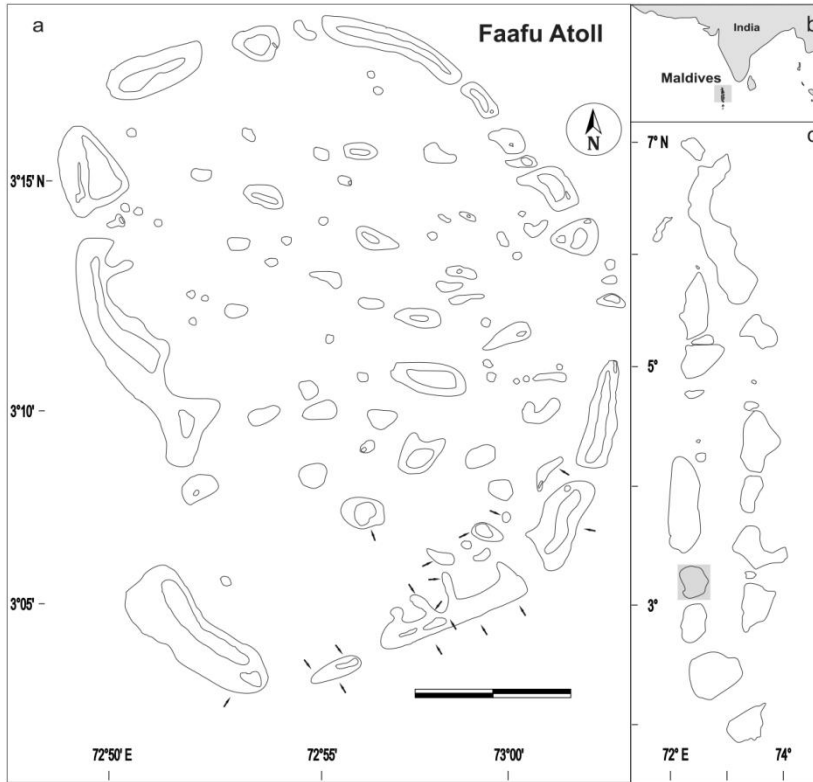 a
Faafu Atoll
N
3°15' N
3°10'
3°05'
72°50' E
72°55'
73°00'
b
India
Maldives
c
7° N
5°
3°
72° E
74°